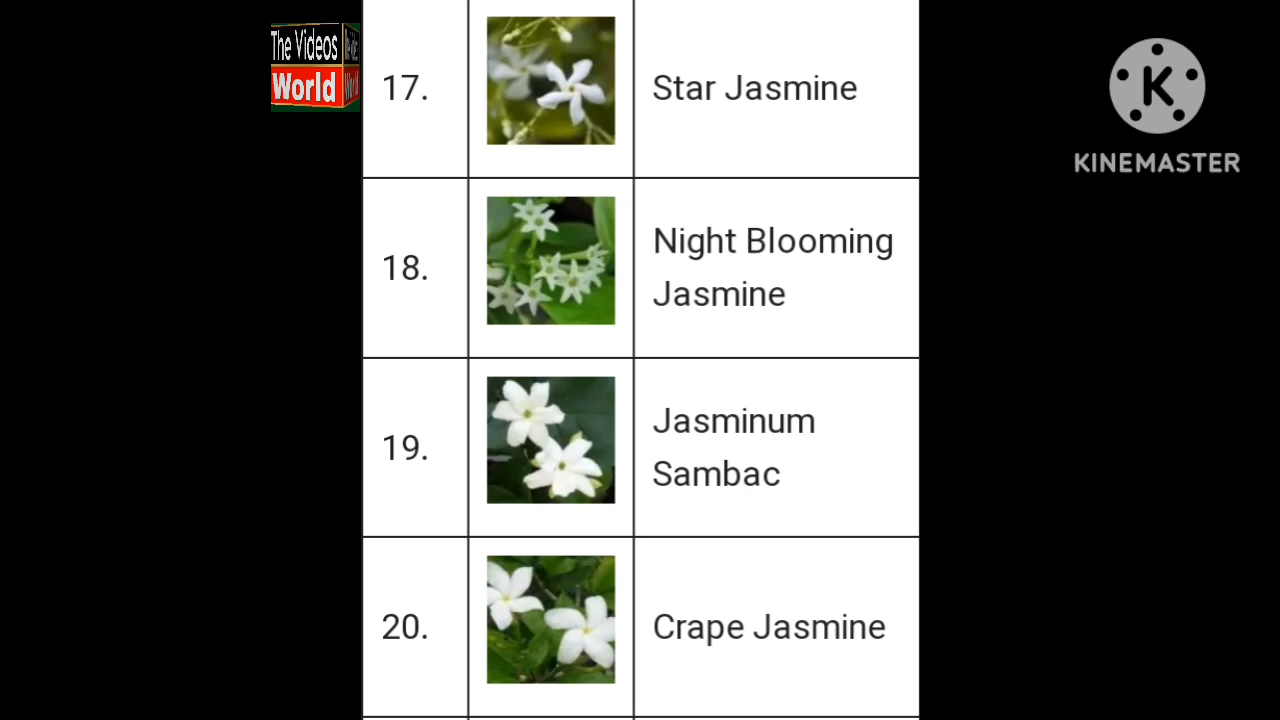 The Videos
World
17.
Star Jasmine
K
KINEMASTER
18.
Night Blooming
Jasmine
19.
Jasminum
Sambac
20.
Crape Jasmine